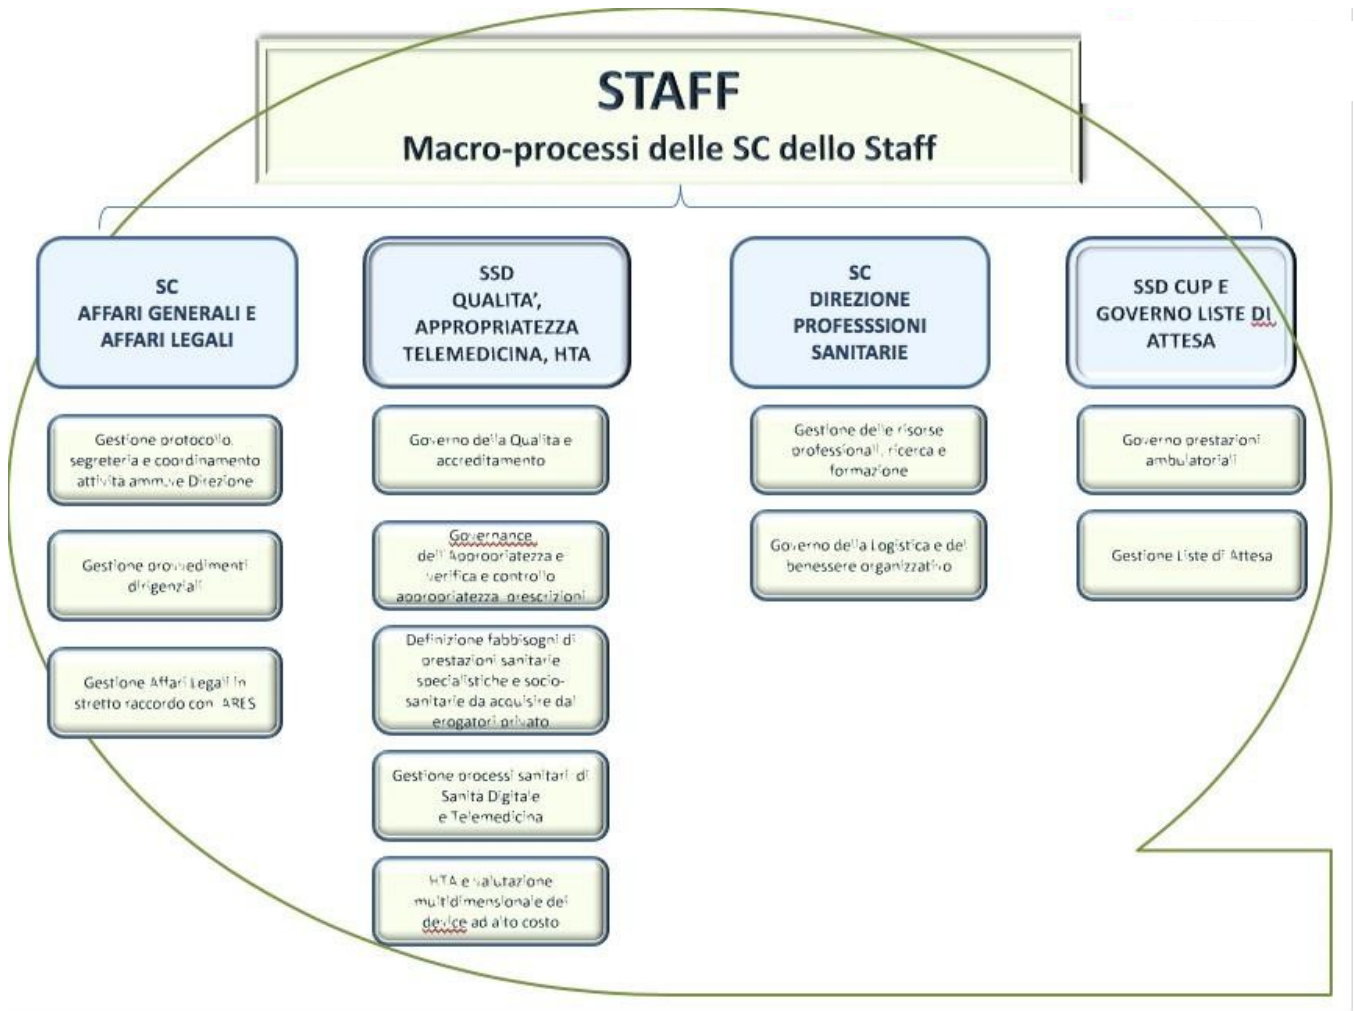 STAFF
Macro-processi delle SC dello Staff
SC
AFFARI GENERALI E
AFFARI LEGALI
Gestione protocollo,
segreteria e coordinamento
attività amm.ve Direzione
Gestione provvedimenti
dirigenziali
Gestione Affari Legali in
stretto raccordo con ARES
SSD
QUALITA’,
APPROPRIATEZZA
TELEMEDICINA, HTA
Governo della Qualità e
accreditamento
Governance
dell’Appropriatezza e
verifica e controllo
appropriatezza prescrizioni
Definizione fabbisogni di
prestazioni sanitarie
specialistiche e socio-
sanitarie da acquisire dal
erogatori privato
Gestione processi sanitari di
Sanità Digitale
e Telemedicina
HTA e valutazione
multidimensionale dei
device ad alto costo
SC
DIREZIONE
PROFESSSIONI
SANITARIE
Gestione delle risorse
professionali, ricerca e
formazione
Governo della Logistica e del
benessere organizzativo
SSD CUP E
GOVERNO LISTE DI
ATTESA
Governo prestazioni
ambulatoriali
Gestione Liste di Attesa